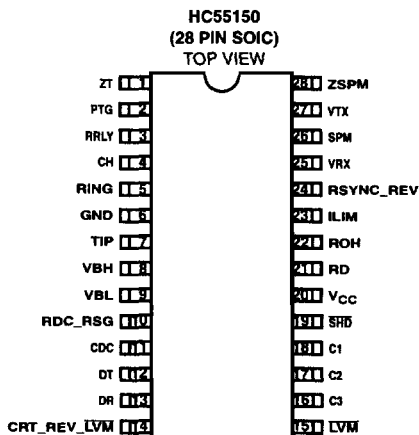 HC55150
(28 PIN SOIC)
TOP VIEW
ZT 1
PTG 2
RRLY 3
CH 4
RING 5
GND 6
TIP 7
VBH 8
VBL 9
RDC_RSG 10
CDC 11
DT 12
DR 13
CRT_REV_LVM 14
28 ZSPM
27 VTX
26 SPM
25 VRX
24 RSYNC_REV
23 ILIM
22 ROH
21 RD
20 VCC
19 SHD
18 C1
17 C2
16 C3
15 LVM